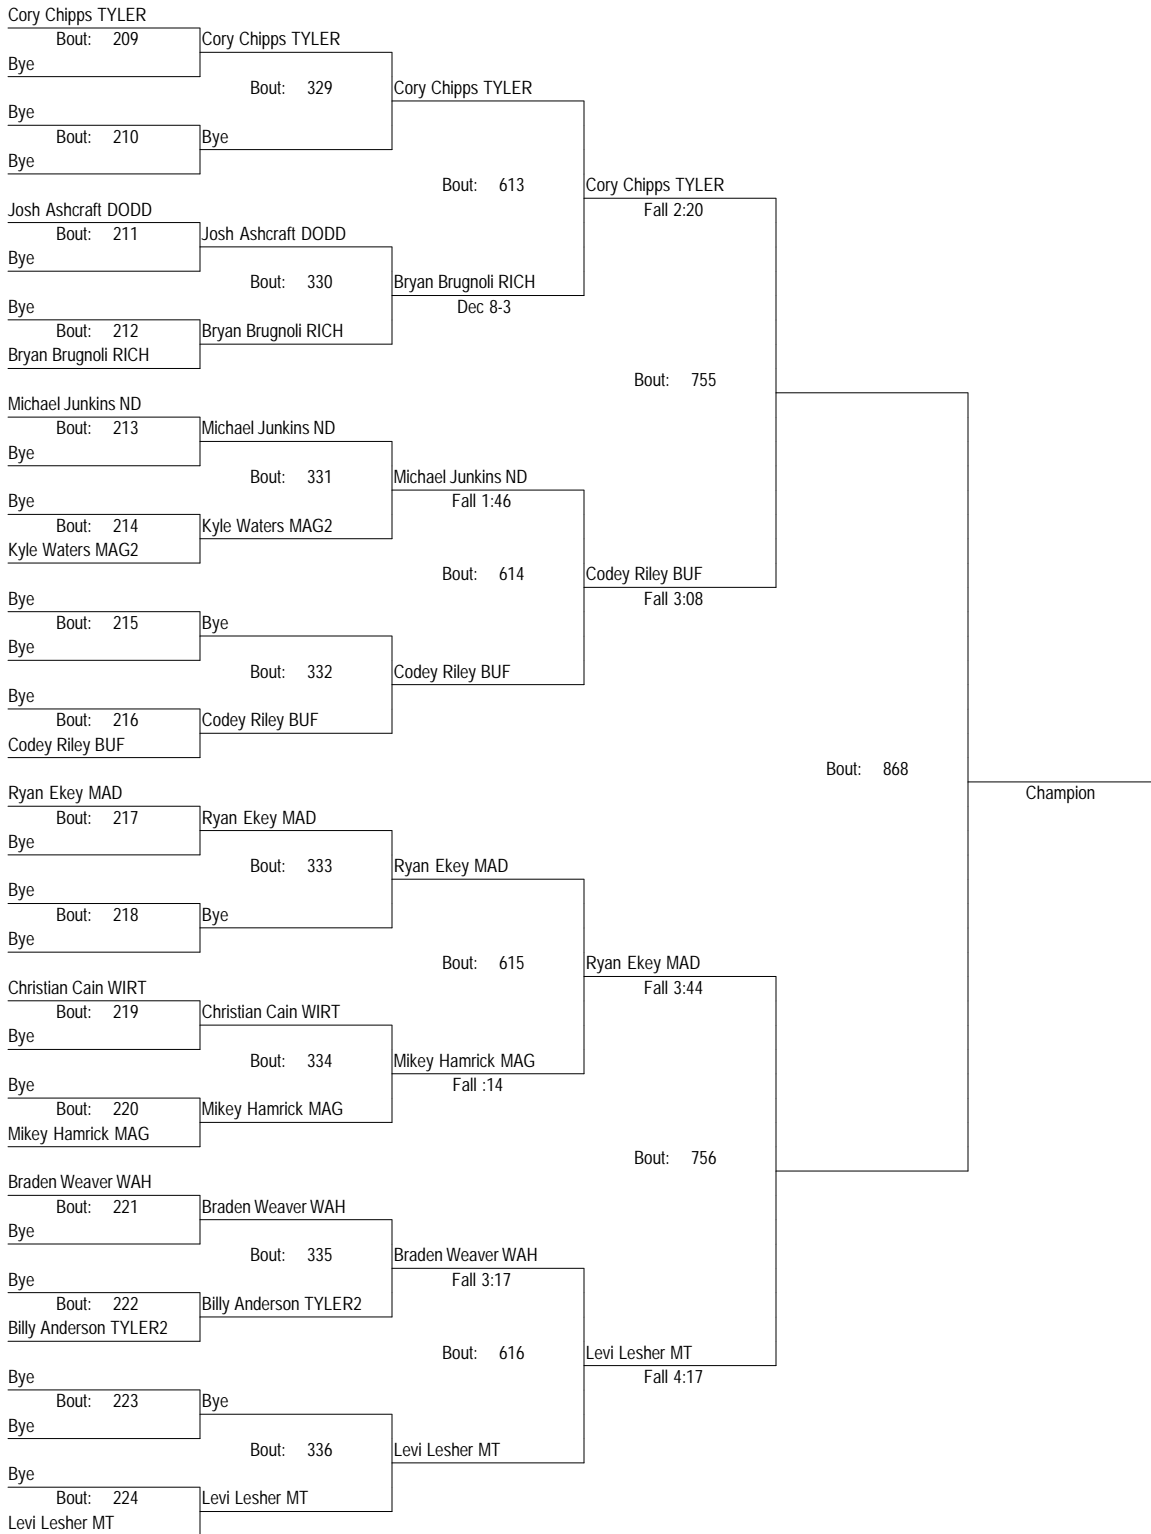 Cory Chipps TYLER
Bout: 209 Cory Chipps TYLER
Bye
Bout: 329 Cory Chipps TYLER
Bye
Bout: 210 Bye
Bye
Bout: 613 Cory Chipps TYLER
Josh Ashcraft DODD Fall 2:20
Bout: 211 Josh Ashcraft DODD
Bye
Bout: 330 Bryan Brugnoli RICH
Bye Dec 8-3
Bout: 212 Bryan Brugnoli RICH
Bryan Brugnoli RICH
Bout: 755
Michael Junkins ND
Bout: 213 Michael Junkins ND
Bye
Bout: 331 Michael Junkins ND
Bye Fall 1:46
Bout: 214 Kyle Waters MAG2
Kyle Waters MAG2
Bout: 614 Codey Riley BUF
Bye Fall 3:08
Bout: 215 Bye
Bye
Bout: 332 Codey Riley BUF
Bye
Bout: 216 Codey Riley BUF
Codey Riley BUF
Bout: 868
Ryan Ekey MAD Champion
Bout: 217 Ryan Ekey MAD
Bye
Bout: 333 Ryan Ekey MAD
Bye
Bout: 218 Bye
Bye
Bout: 615 Ryan Ekey MAD
Christian Cain WIRT Fall 3:44
Bout: 219 Christian Cain WIRT
Bye
Bout: 334 Mikey Hamrick MAG
Bye Fall :14
Bout: 220 Mikey Hamrick MAG
Mikey Hamrick MAG
Bout: 756
Braden Weaver WAH
Bout: 221 Braden Weaver WAH
Bye
Bout: 335 Braden Weaver WAH
Bye Fall 3:17
Bout: 222 Billy Anderson TYLER2
Billy Anderson TYLER2
Bout: 616 Levi Lesher MT
Bye Fall 4:17
Bout: 223 Bye
Bye
Bout: 336 Levi Lesher MT
Bye
Bout: 224 Levi Lesher MT
Levi Lesher MT